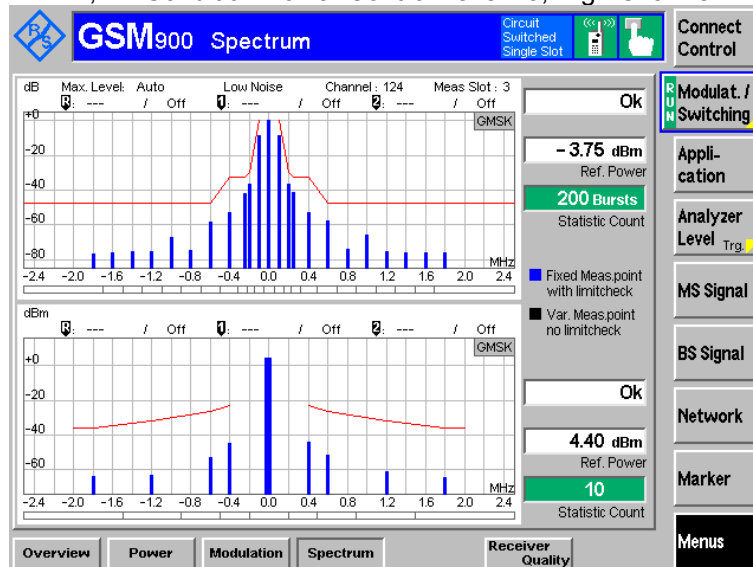 R/S
GSM900 Spectrum
Circuit
Switched
Single Slot
Connect
Control
dB Max. Level: Auto Low Noise Channel : 124 Meas Slot : 3
R: --- / Off 1: --- / Off 2: --- / Off
GMSK
+0
-20
-40
-60
-80
MHz
-2.4 -2.0 -1.6 -1.2 -0.8 -0.4 0.0 0.4 0.8 1.2 1.6 2.0 2.4
Ok
- 3.75 dBm
Ref. Power
200 Bursts
Statistic Count
Fixed Meas.point
with limitcheck
Var. Meas.point
no limitcheck
dBm
R: --- / Off 1: --- / Off 2: --- / Off
GMSK
+0
-20
-40
-60
MHz
-2.4 -2.0 -1.6 -1.2 -0.8 -0.4 0.0 0.4 0.8 1.2 1.6 2.0 2.4
Ok
4.40 dBm
Ref. Power
10
Statistic Count
RUN
Modulat. /
Switching
Appli-
cation
Analyzer
Level Trg.
MS Signal
BS Signal
Network
Marker
Menus
Overview Power Modulation Spectrum Receiver
Quality